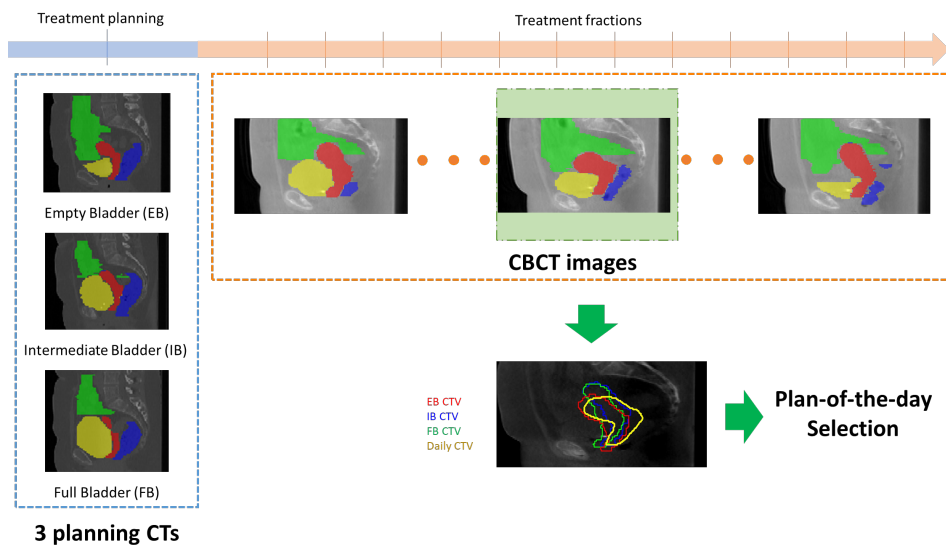 Treatment planning
Treatment fractions
Empty Bladder (EB)
Intermediate Bladder (IB)
Full Bladder (FB)
3 planning CTs
CBCT images
EB CTV
IB CTV
FB CTV
Daily CTV
Plan-of-the-day
Selection